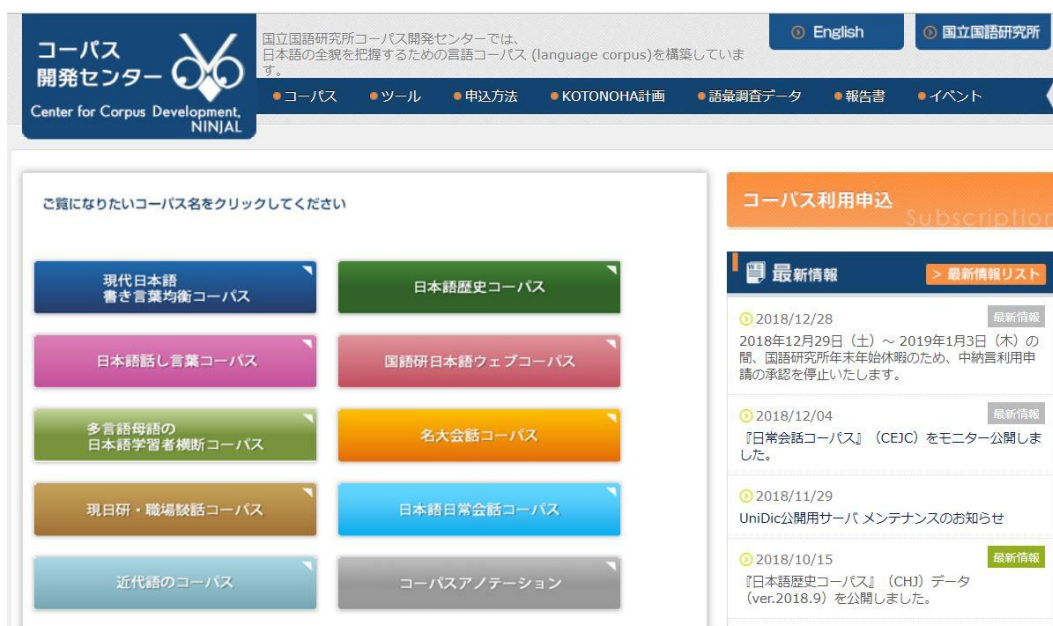 コーパス
開発センター
Center for Corpus Development,
NINJAL
国立国語研究所コーパス開発センターでは、
日本語の全貌を把握するための言語コーパス (language corpus)を構築していま
す。
English
国立国語研究所
コーパス
ツール
申込方法
KOTONOHA計画
語彙調査データ
報告書
イベント
ご覧になりたいコーパス名をクリックしてください
現代日本語
書き言葉均衡コーパス
日本語歴史コーパス
日本語話し言葉コーパス
国語研日本語ウェブコーパス
多言語母語の
日本語学習者横断コーパス
名大会話コーパス
現日研・職場談話コーパス
日本語日常会話コーパス
近代語のコーパス
コーパスアノテーション
コーパス利用申込
Subscription
最新情報
> 最新情報リスト
2018/12/28
最新情報
2018年12月29日（土）～ 2019年1月3日（木）の
間、国語研究所年末年始休暇のため、中納言利用申
請の承認を停止いたします。
2018/12/04
最新情報
『日常会話コーパス』（CEJC）をモニター公開しま
した。
2018/11/29
UniDic公開用サーバ メンテナンスのお知らせ
2018/10/15
最新情報
『日本語歴史コーパス』（CHJ）データ
（ver.2018.9）を公開しました。